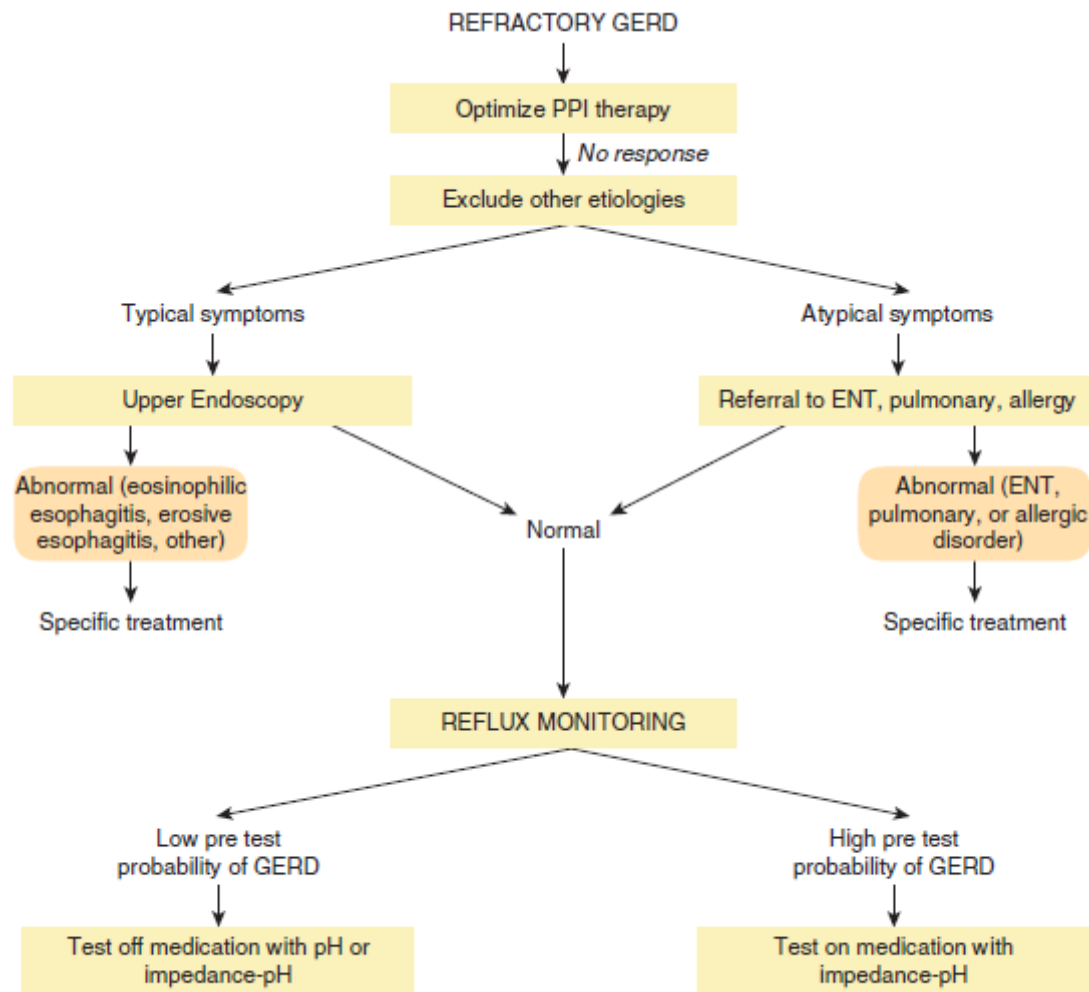 REFRACTORY GERD
Optimize PPI therapy
No response
Exclude other etiologies
Typical symptoms
Atypical symptoms
Upper Endoscopy
Referral to ENT, pulmonary, allergy
Abnormal (eosinophilic
esophagitis, erosive
esophagitis, other)
Normal
Abnormal (ENT,
pulmonary, or allergic
disorder)
Specific treatment
Specific treatment
REFLUX MONITORING
Low pre test
probability of GERD
High pre test
probability of GERD
Test off medication with pH or
impedance-pH
Test on medication with
impedance-pH